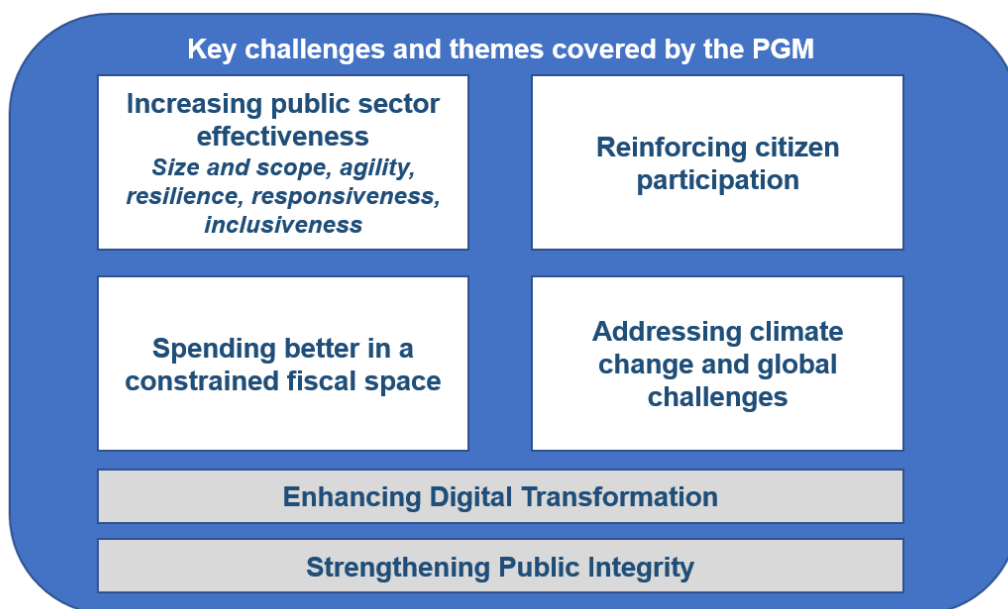 Key challenges and themes covered by the PGM
Increasing public sector
effectiveness
Size and scope, agility,
resilience, responsiveness,
inclusiveness
Reinforcing citizen
participation
Spending better in a
constrained fiscal space
Addressing climate
change and global
challenges
Enhancing Digital Transformation
Strengthening Public Integrity